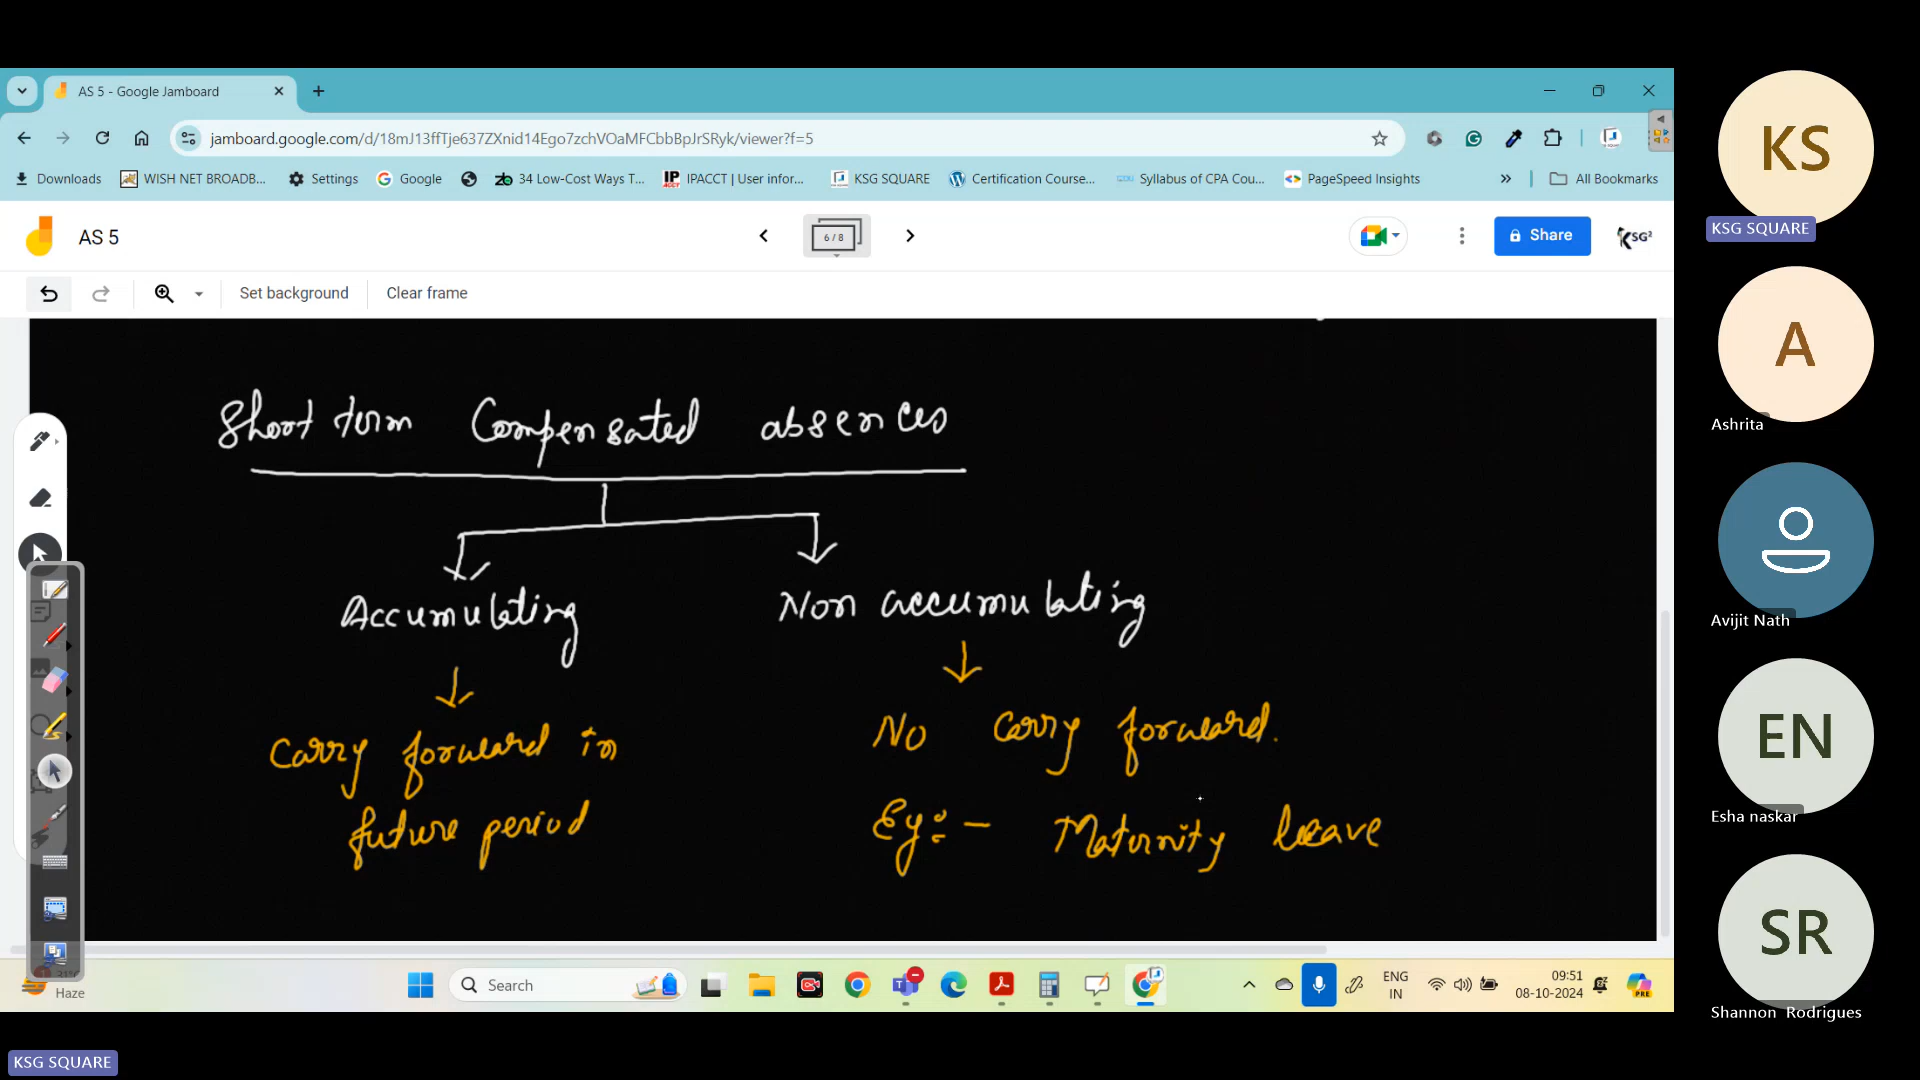 AS 5 - Google Jamboard
jamboard.google.com/d/18mJ13ffTje637ZXnid14Ego7zchVOaMFCbbBpJrSRyk/viewer?f=5
Downloads WISH NET BROADB... Settings Google 34 Low-Cost Ways T... IPACCT | User infor... KSG SQUARE Certification Course... Syllabus of CPA Cou... PageSpeed Insights » All Bookmarks
AS 5
6 / 8
Share
KSG²
Set background Clear frame
Short term Compensated absences
Accumulating Non accumulating
Carry forward in
future period
No carry forward.
Eg:- Maternity leave
Haze
Search
ENG
IN
09:51
08-10-2024
KS
KSG SQUARE
A
Ashrita
Avijit Nath
EN
Esha naskar
SR
Shannon Rodrigues
KSG SQUARE